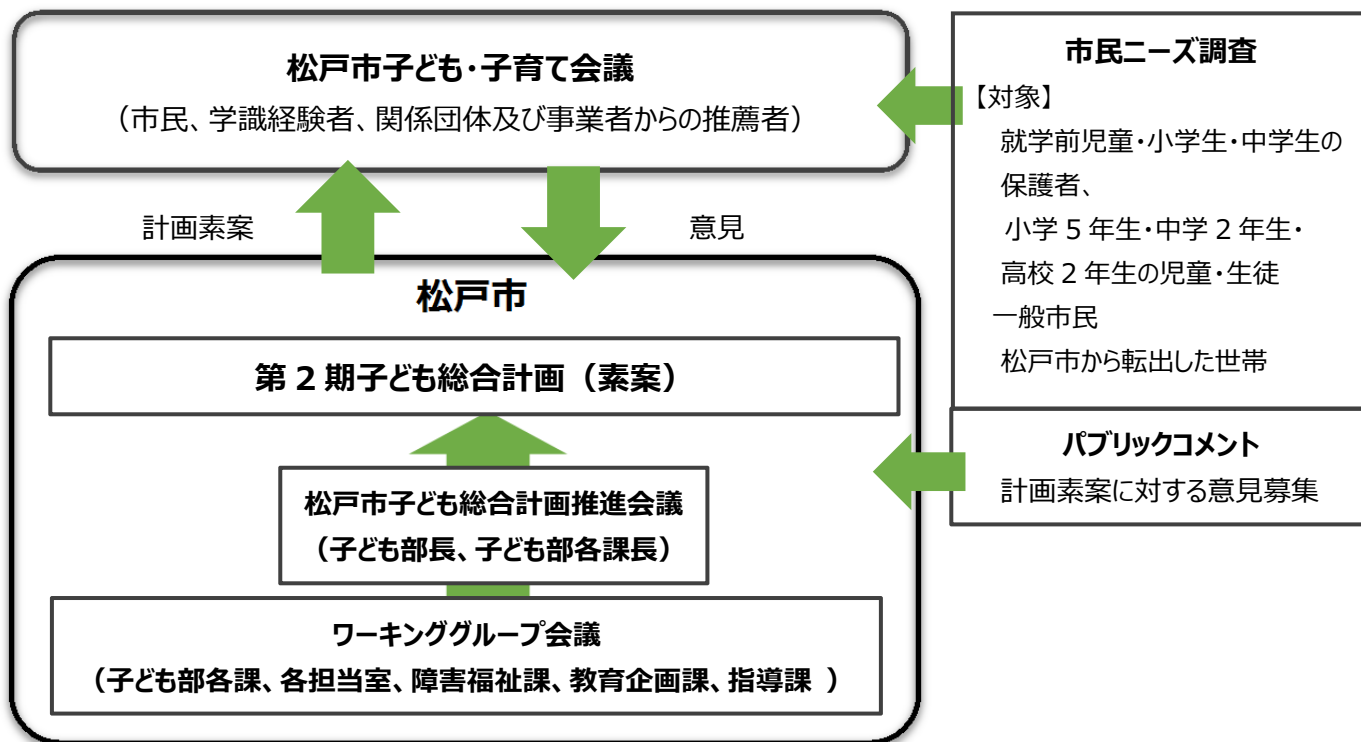 松戸市子ども・子育て会議
（市民、学識経験者、関係団体及び事業者からの推薦者）
計画素案
意見
松戸市
第2期子ども総合計画（素案）
松戸市子ども総合計画推進会議
（子ども部長、子ども部各課長）
ワーキンググループ会議
（子ども部各課、各担当室、障害福祉課、教育企画課、指導課 ）
市民ニーズ調査
【対象】
就学前児童・小学生・中学生の
保護者、
小学5年生・中学2年生・
高校2年生の児童・生徒
一般市民
松戸市から転出した世帯
パブリックコメント
計画素案に対する意見募集